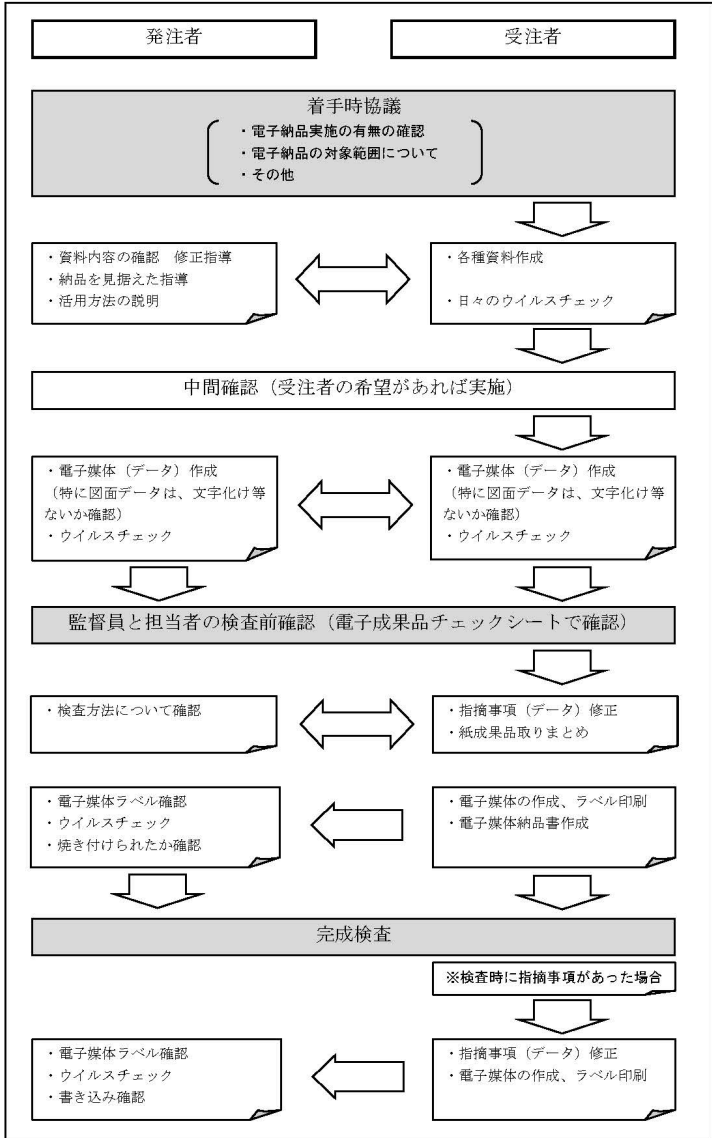 発注者
受注者
着手時協議
・電子納品実施の有無の確認
・電子納品の対象範囲について
・その他
・資料内容の確認　修正指導
・納品を見据えた指導
・活用方法の説明
・各種資料作成
・日々のウイルスチェック
中間確認（受注者の希望があれば実施）
・電子媒体（データ）作成
（特に図面データは、文字化け等
ないか確認）
・ウイルスチェック
・電子媒体（データ）作成
（特に図面データは、文字化け等
ないか確認）
・ウイルスチェック
監督員と担当者の検査前確認（電子成果品チェックシートで確認）
・検査方法について確認
・指摘事項（データ）修正
・紙成果品取りまとめ
・電子媒体ラベル確認
・ウイルスチェック
・焼き付けられたか確認
・電子媒体の作成、ラベル印刷
・電子媒体納品書作成
完成検査
※検査時に指摘事項があった場合
・電子媒体ラベル確認
・ウイルスチェック
・書き込み確認
・指摘事項（データ）修正
・電子媒体の作成、ラベル印刷